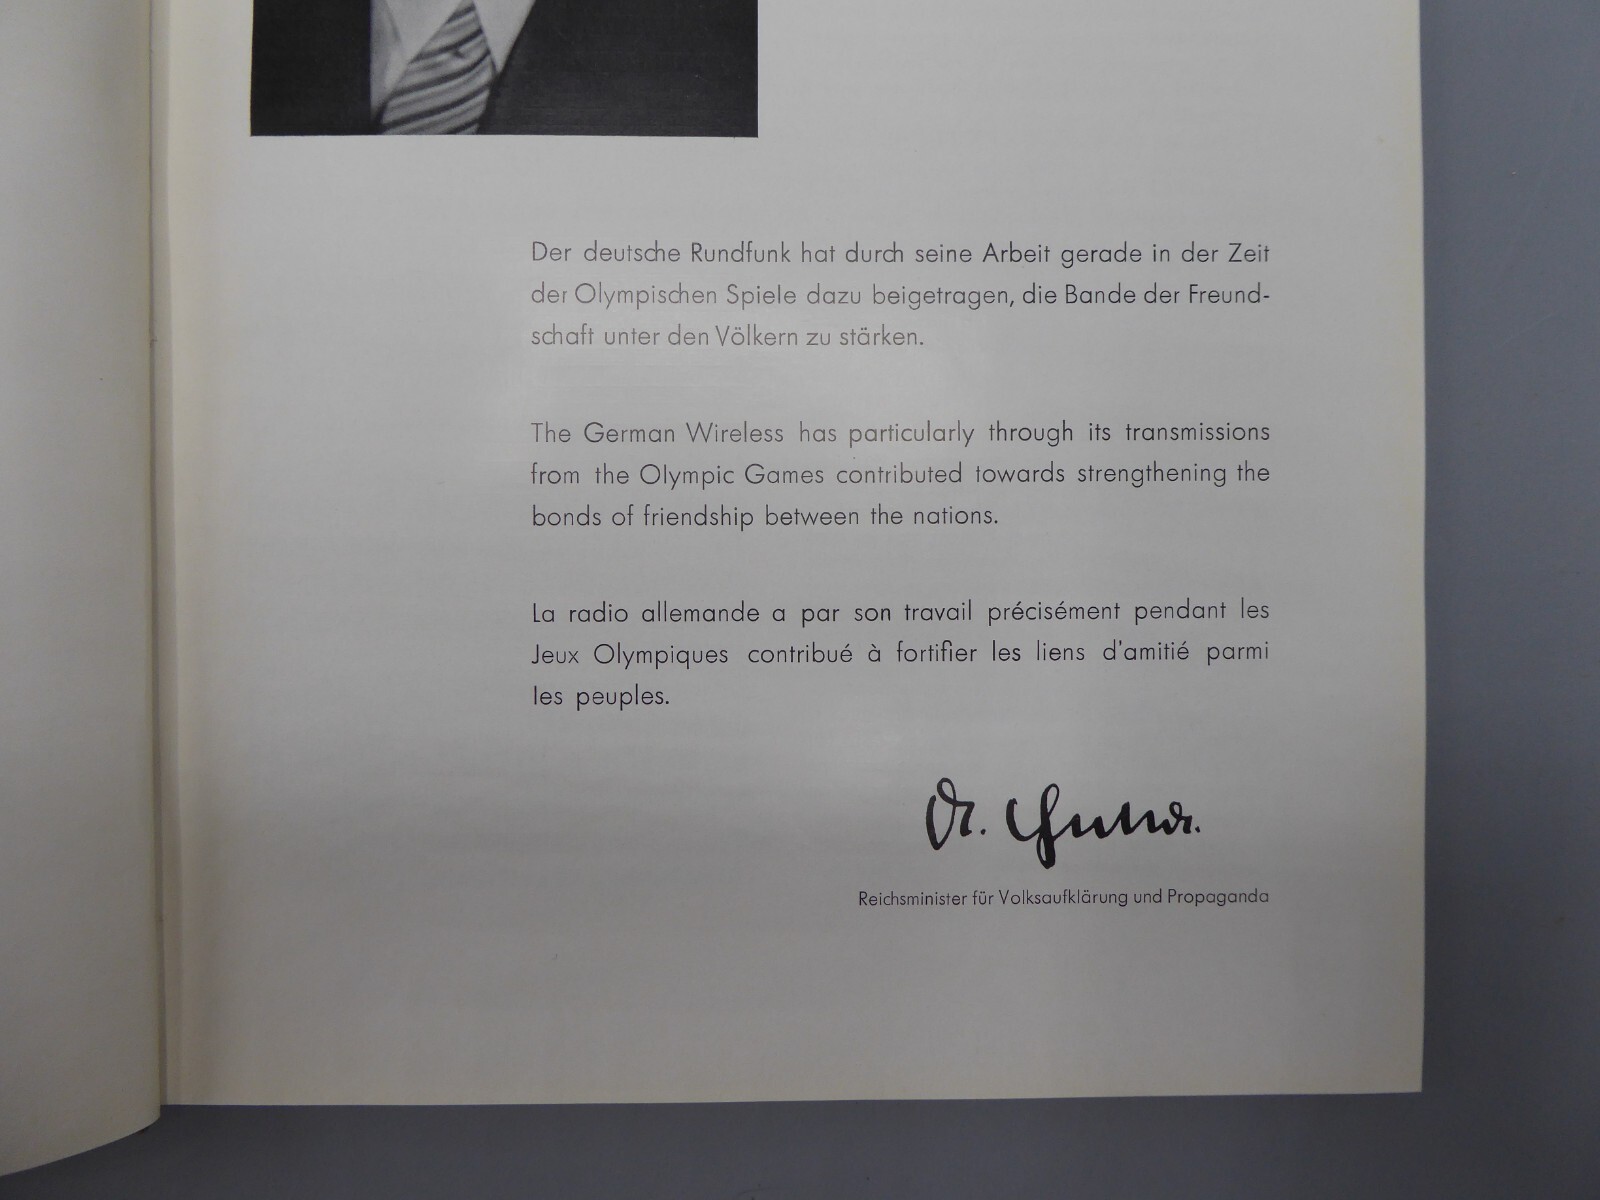 Der deutsche Rundfunk hat durch seine Arbeit gerade in der Zeit
der Olympischen Spiele dazu beigetragen, die Bande der Freund-
schaft unter den Völkern zu stärken.
The German Wireless has particularly through its transmissions
from the Olympic Games contributed towards strengthening the
bonds of friendship between the nations.
La radio allemande a par son travail précisément pendant les
Jeux Olympiques contribué à fortifier les liens d'amitié parmi
les peuples.
Dr.
Reichsminister für Volksaufklärung und Propaganda